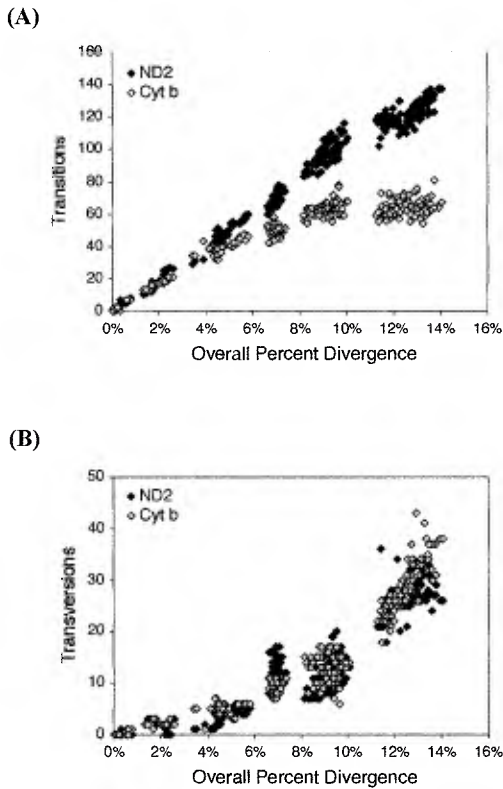 (A)
160
140
120
100
80
60
40
20
0
Transitions
ND2
Cyt b
0% 2% 4% 6% 8% 10% 12% 14% 16%
Overall Percent Divergence
(B)
50
40
30
20
10
0
Transversions
ND2
Cyt b
0% 2% 4% 6% 8% 10% 12% 14% 16%
Overall Percent Divergence